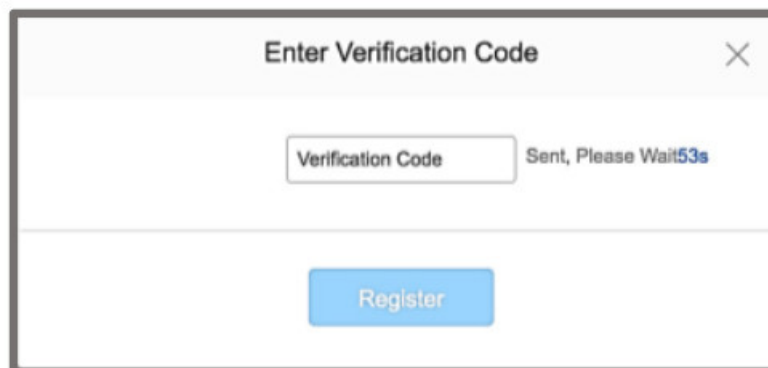 Enter Verification Code
Verification Code Sent, Please Wait53s
Register